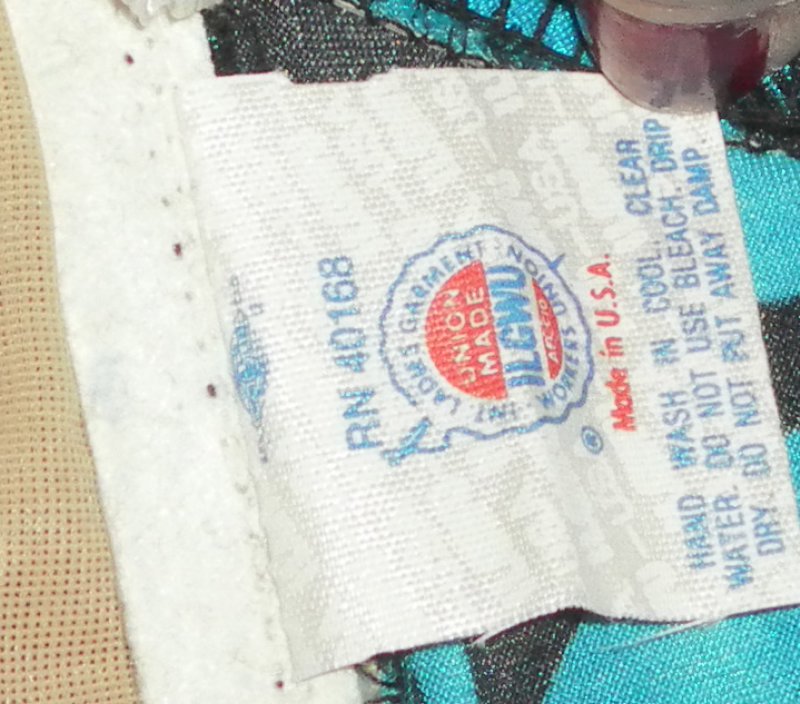 RN 40168
INT. LADIES GARMENT WORKERS UNION
UNION
MADE
ILGWU
AFL-CIO
®
Made in U.S.A.
HAND WASH IN COOL, CLEAR
WATER. DO NOT USE BLEACH. DRIP
DRY. DO NOT PUT AWAY DAMP.